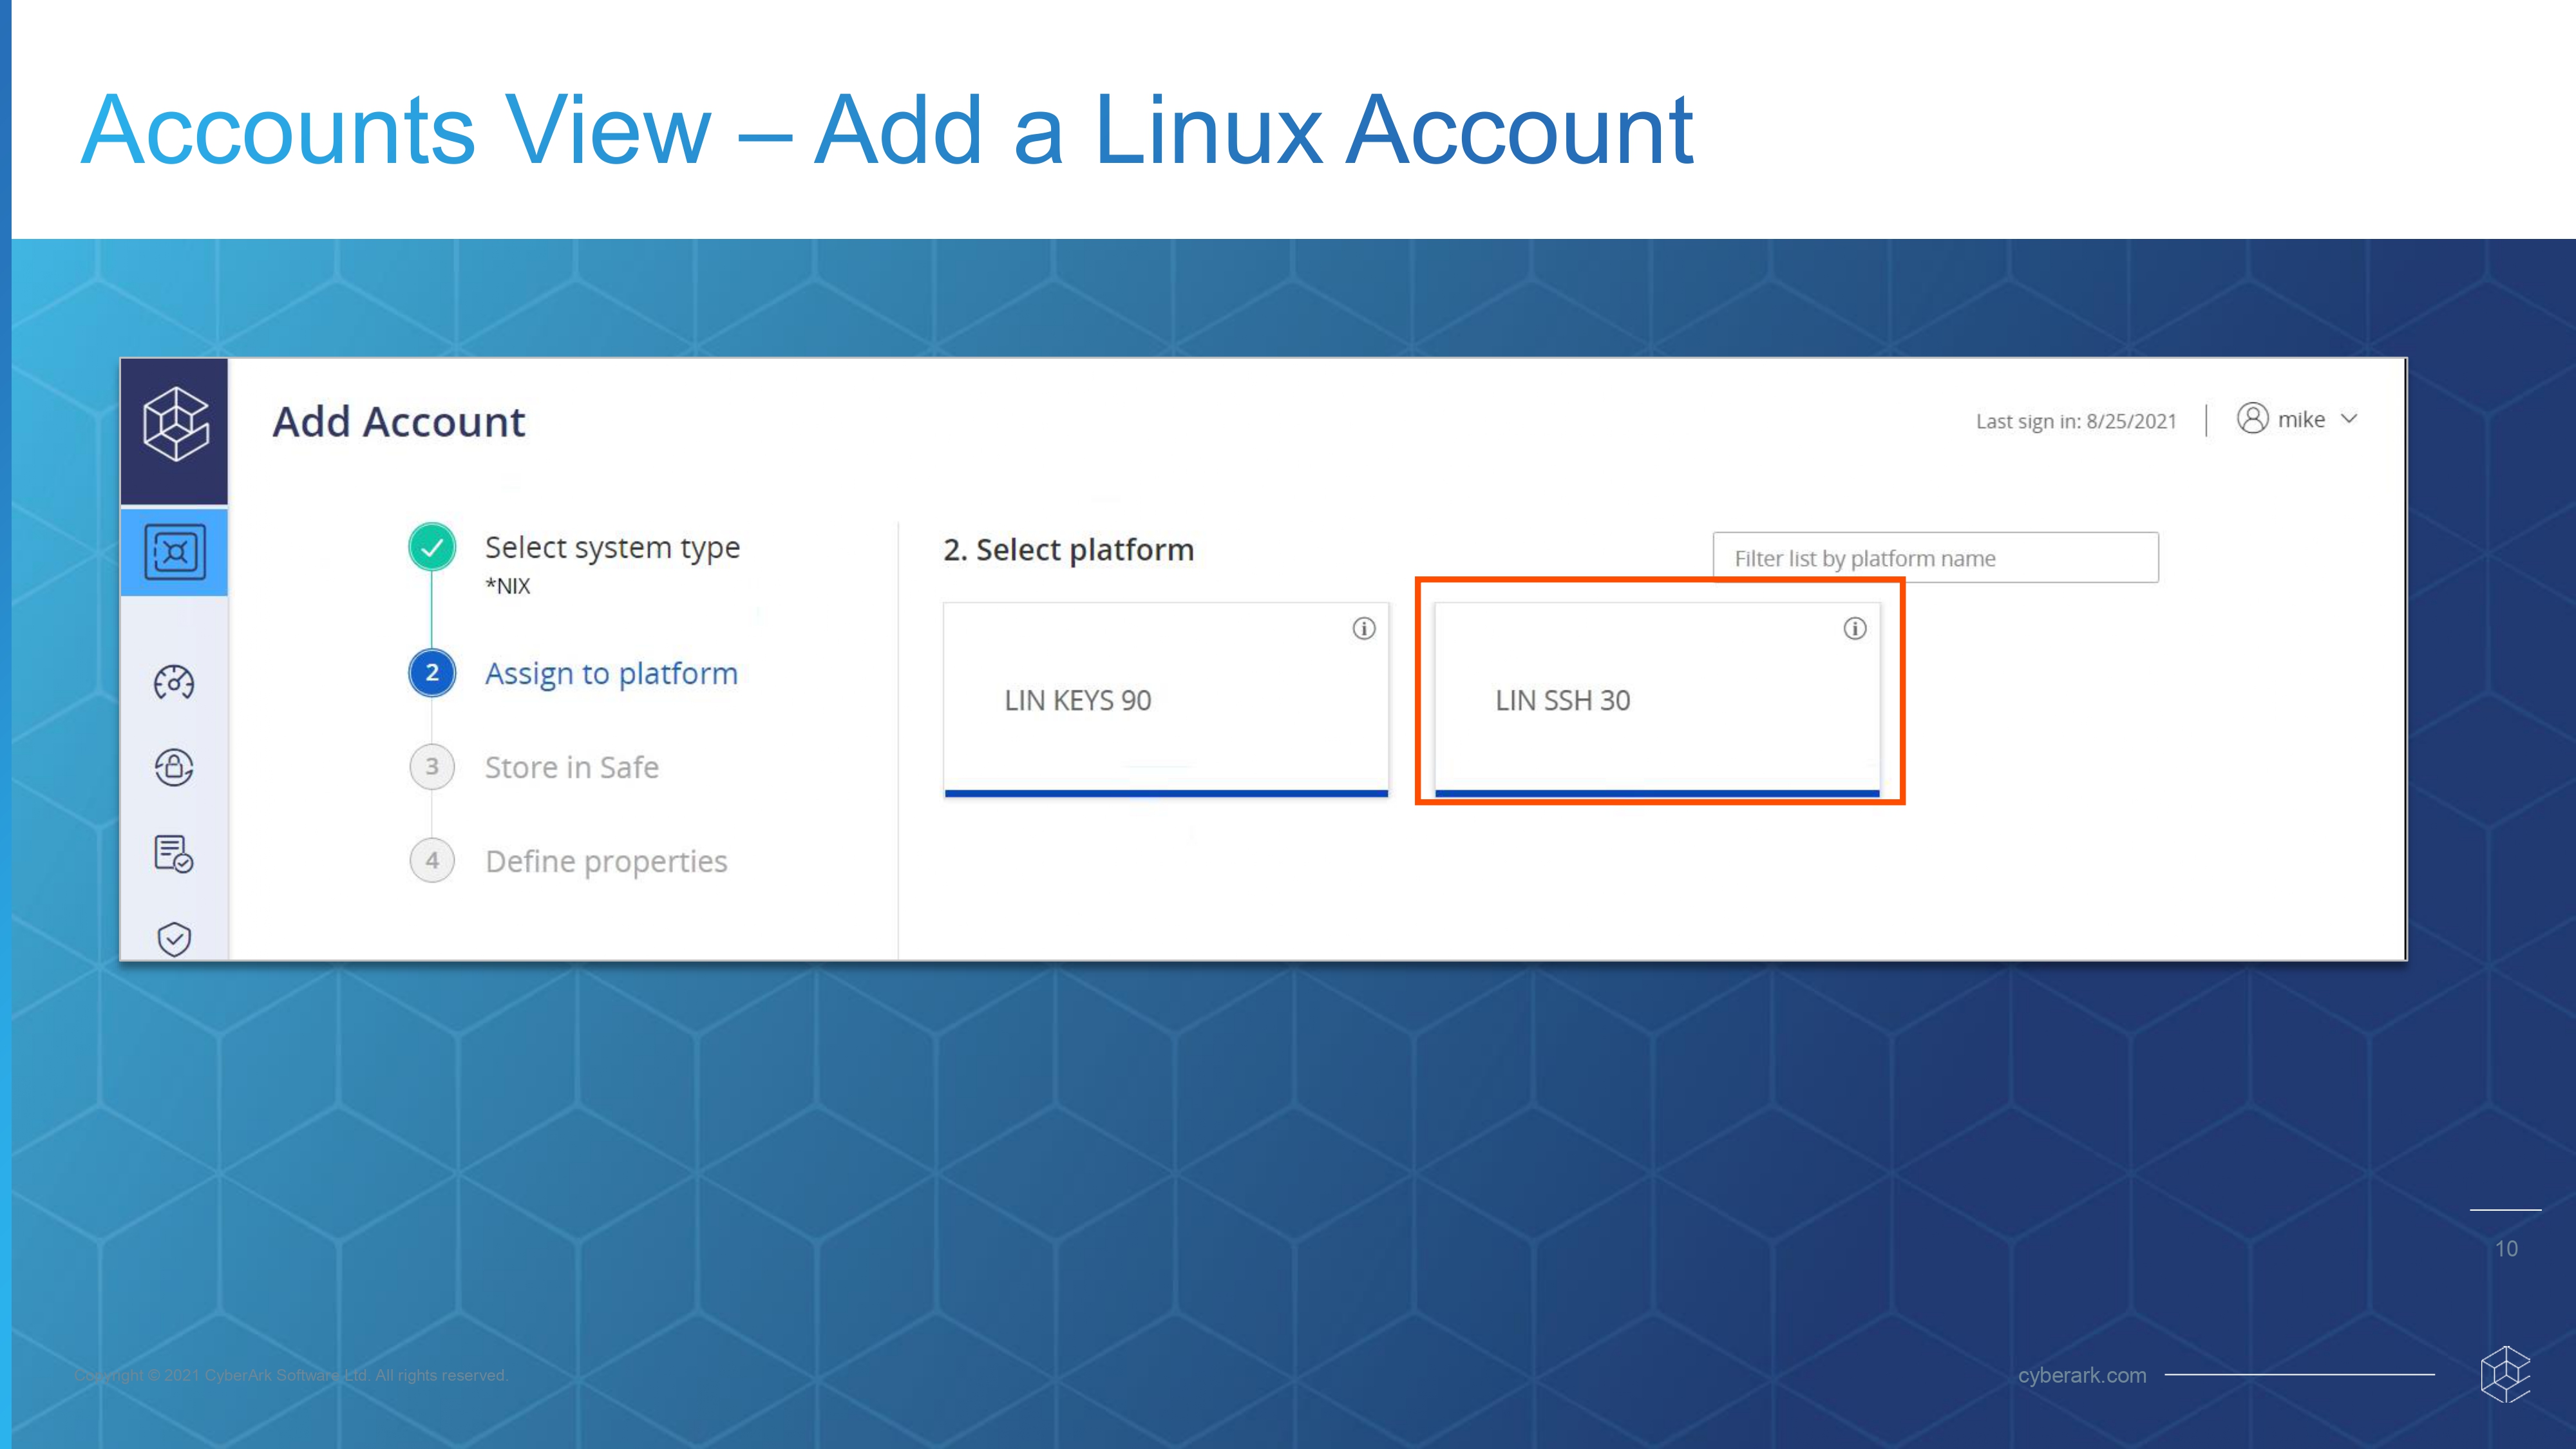 Accounts View – Add a Linux Account
Add Account
Last sign in: 8/25/2021
mike
Select system type
*NIX
2
Assign to platform
3
Store in Safe
4
Define properties
2. Select platform
Filter list by platform name
LIN KEYS 90
LIN SSH 30
10
Copyright © 2021 CyberArk Software Ltd. All rights reserved.
cyberark.com